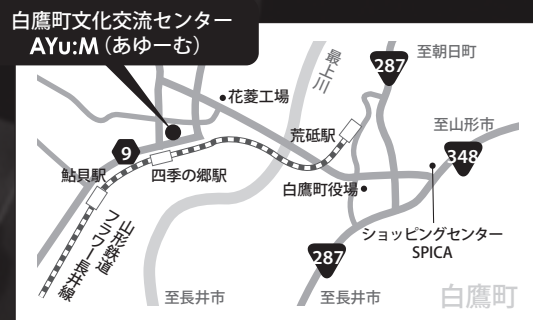 白鷹町文化交流センター
AYu:M(あゆーむ)
最上川
287
至朝日町
花菱工場
荒砥駅
至山形市
9
348
鮎貝駅
四季の郷駅
白鷹町役場
山形鉄道
フラワー長井線
ショッピングセンター
SPICA
287
至長井市
至長井市
白鷹町